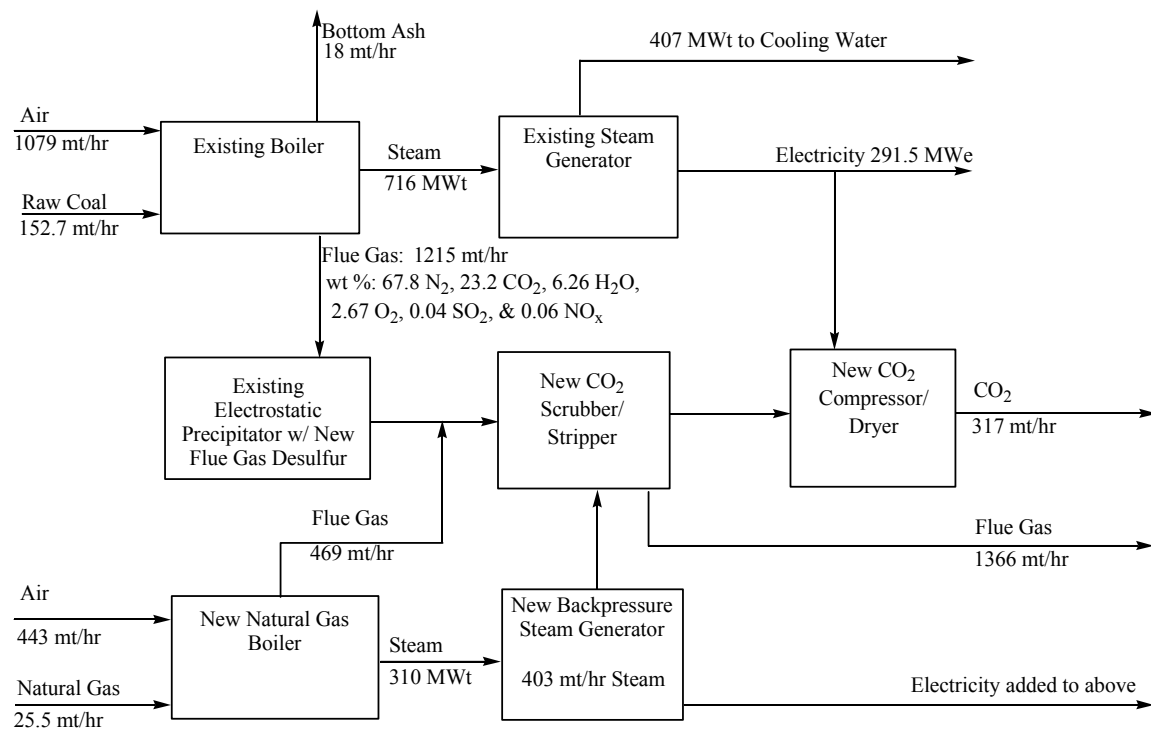 Bottom Ash
18 mt/hr
407 MWt to Cooling Water
Air
1079 mt/hr
Existing Boiler
Steam
716 MWt
Existing Steam
Generator
Electricity 291.5 MWe
Raw Coal
152.7 mt/hr
Flue Gas: 1215 mt/hr
wt %: 67.8 N2, 23.2 CO2, 6.26 H2O,
2.67 O2, 0.04 SO2, & 0.06 NOx
Existing
Electrostatic
Precipitator w/ New
Flue Gas Desulfur
New CO2
Scrubber/
Stripper
New CO2
Compressor/
Dryer
CO2
317 mt/hr
Flue Gas
469 mt/hr
Flue Gas
1366 mt/hr
Air
443 mt/hr
New Natural Gas
Boiler
Steam
310 MWt
New Backpressure
Steam Generator
403 mt/hr Steam
Natural Gas
25.5 mt/hr
Electricity added to above